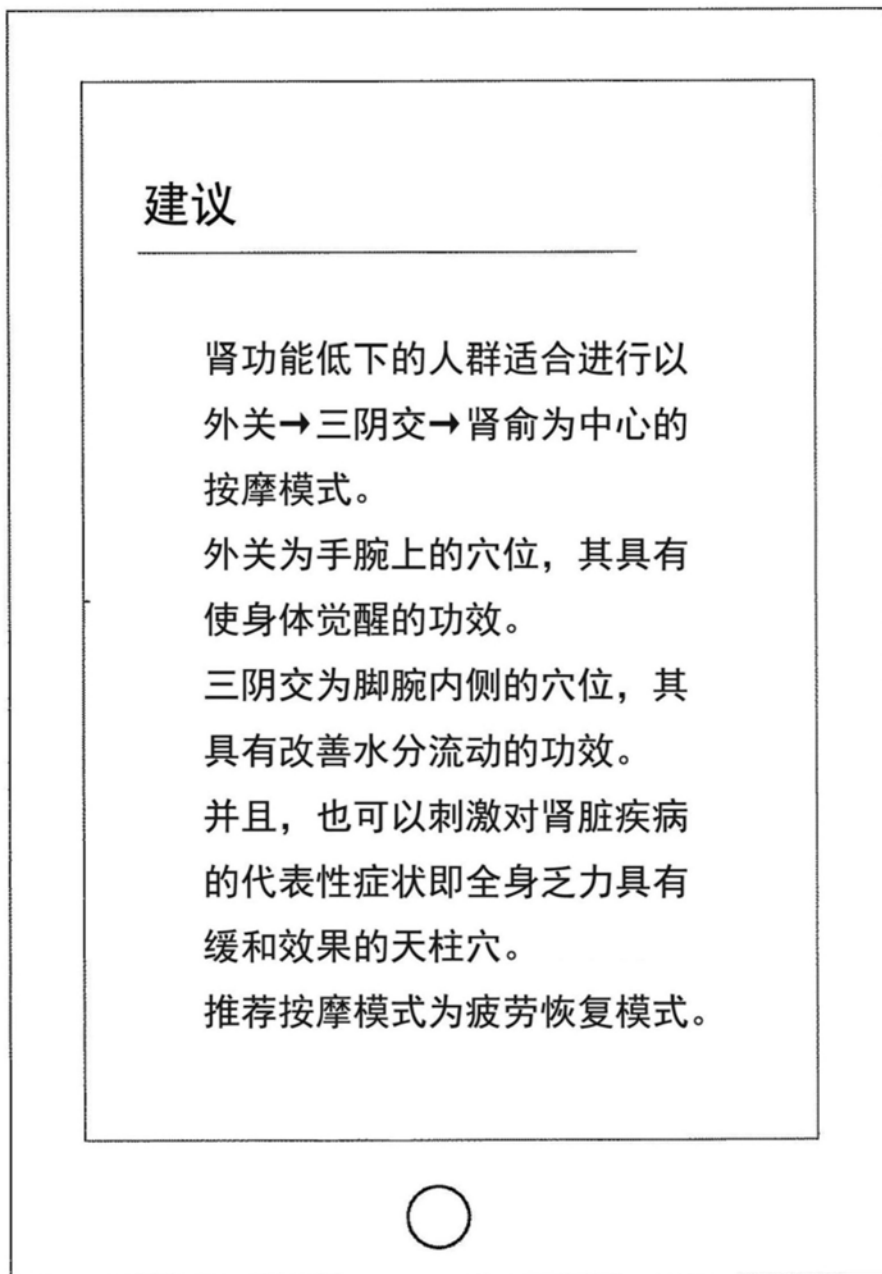 建议
肾功能低下的人群适合进行以
外关→三阴交→肾俞为中心的
按摩模式。
外关为手腕上的穴位，其具有
使身体觉醒的功效。
三阴交为脚腕内侧的穴位，其
具有改善水分流动的功效。
并且，也可以刺激对肾脏疾病
的代表性症状即全身乏力具有
缓和效果的天柱穴。
推荐按摩模式为疲劳恢复模式。